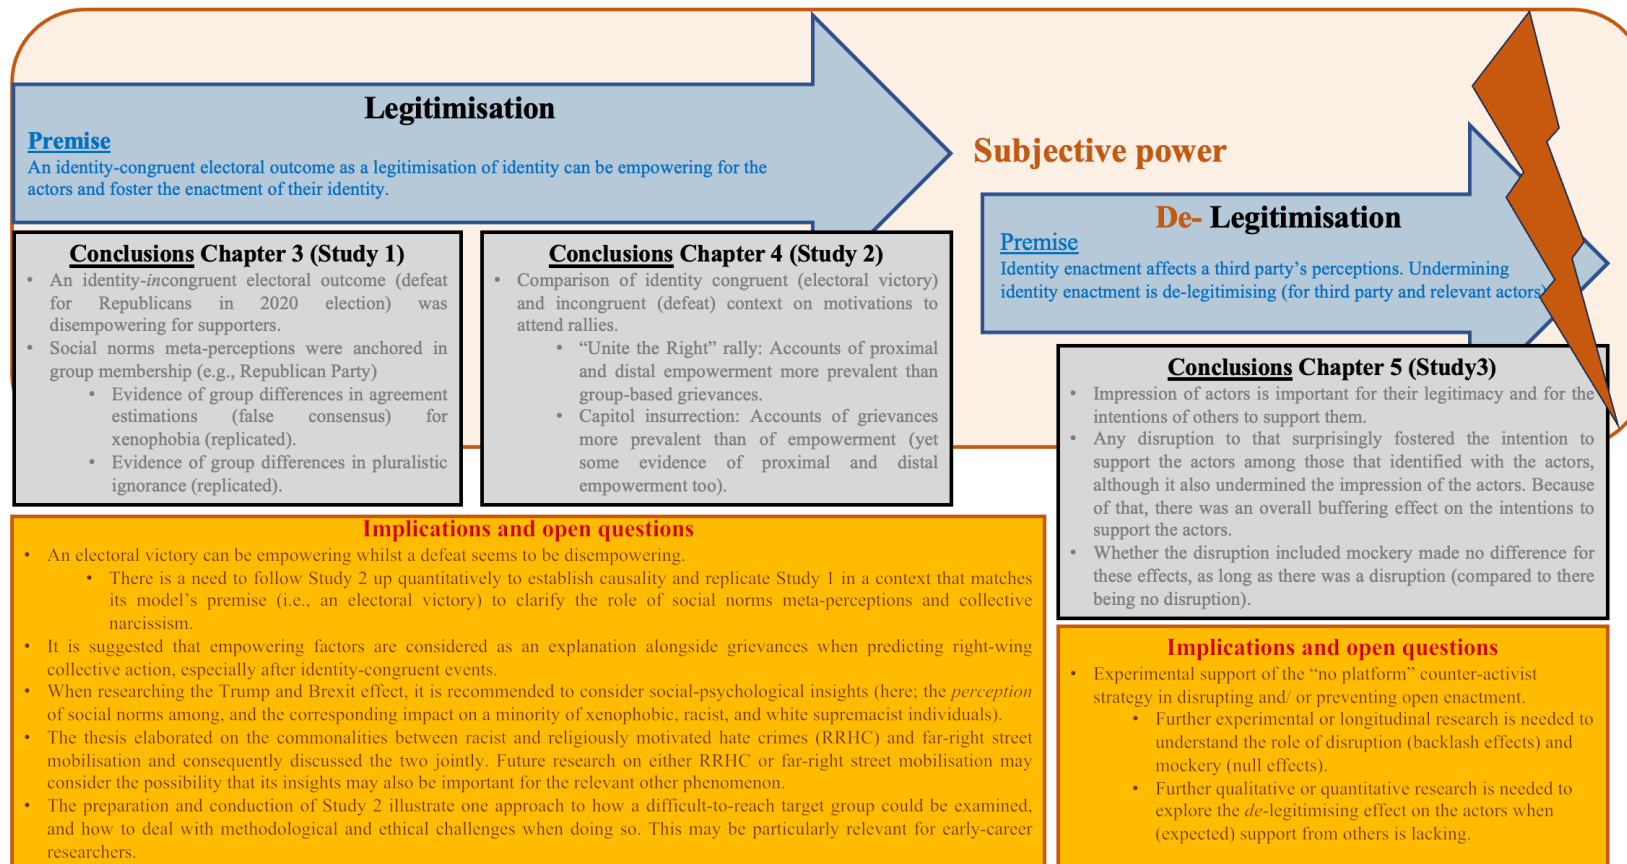 Legitimisation
Premise
An identity-congruent electoral outcome as a legitimisation of identity can be empowering for the
actors and foster the enactment of their identity.
Subjective power
De- Legitimisation
Premise
Identity enactment affects a third party’s perceptions. Undermining
identity enactment is de-legitimising (for third party and relevant actors)
Conclusions Chapter 3 (Study 1)
• An identity-incongruent electoral outcome (defeat
for Republicans in 2020 election) was
disempowering for supporters.
• Social norms meta-perceptions were anchored in
group membership (e.g., Republican Party)
• Evidence of group differences in agreement
estimations (false consensus) for
xenophobia (replicated).
• Evidence of group differences in pluralistic
ignorance (replicated).
Conclusions Chapter 4 (Study 2)
• Comparison of identity congruent (electoral victory)
and incongruent (defeat) context on motivations to
attend rallies.
• “Unite the Right” rally: Accounts of proximal
and distal empowerment more prevalent than
group-based grievances.
• Capitol insurrection: Accounts of grievances
more prevalent than of empowerment (yet
some evidence of proximal and distal
empowerment too).
Conclusions Chapter 5 (Study3)
• Impression of actors is important for their legitimacy and for the
intentions of others to support them.
• Any disruption to that surprisingly fostered the intention to
support the actors among those that identified with the actors,
although it also undermined the impression of the actors. Because
of that, there was an overall buffering effect on the intentions to
support the actors.
• Whether the disruption included mockery made no difference for
these effects, as long as there was a disruption (compared to there
being no disruption).
Implications and open questions
• An electoral victory can be empowering whilst a defeat seems to be disempowering.
• There is a need to follow Study 2 up quantitatively to establish causality and replicate Study 1 in a context that matches
its model’s premise (i.e., an electoral victory) to clarify the role of social norms meta-perceptions and collective
narcissism.
• It is suggested that empowering factors are considered as an explanation alongside grievances when predicting right-wing
collective action, especially after identity-congruent events.
• When researching the Trump and Brexit effect, it is recommended to consider social-psychological insights (here; the perception
of social norms among, and the corresponding impact on a minority of xenophobic, racist, and white supremacist individuals).
• The thesis elaborated on the commonalities between racist and religiously motivated hate crimes (RRHC) and far-right street
mobilisation and consequently discussed the two jointly. Future research on either RRHC or far-right street mobilisation may
consider the possibility that its insights may also be important for the relevant other phenomenon.
• The preparation and conduction of Study 2 illustrate one approach to how a difficult-to-reach target group could be examined,
and how to deal with methodological and ethical challenges when doing so. This may be particularly relevant for early-career
researchers.
Implications and open questions
• Experimental support of the “no platform” counter-activist
strategy in disrupting and/ or preventing open enactment.
• Further experimental or longitudinal research is needed to
understand the role of disruption (backlash effects) and
mockery (null effects).
• Further qualitative or quantitative research is needed to
explore the de-legitimising effect on the actors when
(expected) support from others is lacking.